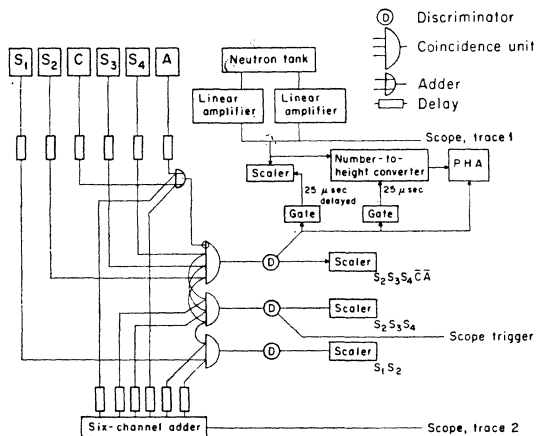 D Discriminator
Coincidence unit
Adder
Delay
S1 S2 C S3 S4 A
Neutron tank
Linear amplifier
Linear amplifier
Scope, trace 1
Scaler
Number-to-height converter
PHA
25 μ sec delayed
25 μ sec
Gate
Gate
D
Scaler
S2S3S4C̄Ā
D
Scaler
S2S3S4
Scope trigger
D
Scaler
S1S2
Six-channel adder
Scope, trace 2